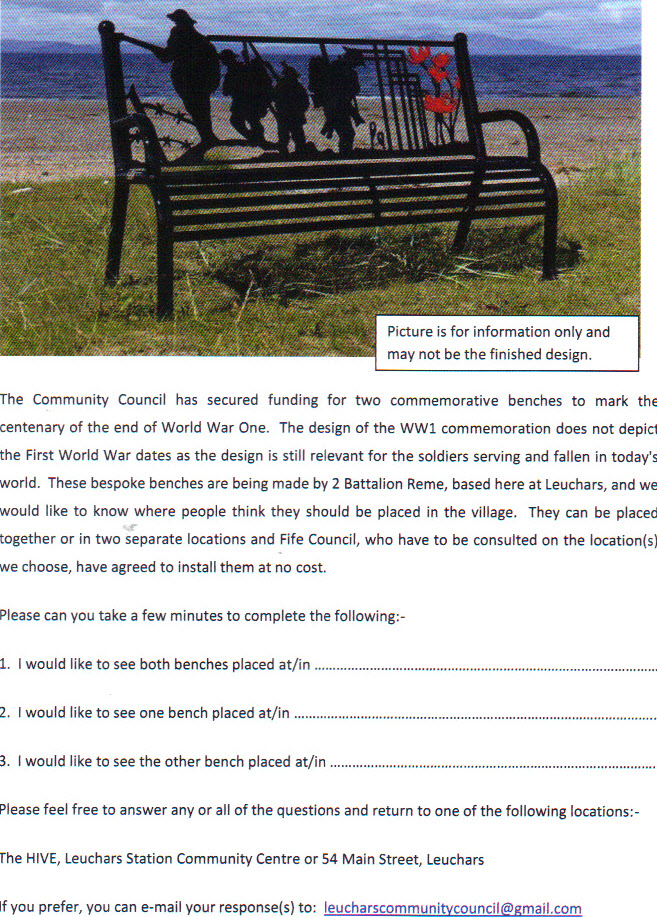 Picture is for information only and
may not be the finished design.
The Community Council has secured funding for two commemorative benches to mark the
centenary of the end of World War One. The design of the WW1 commemoration does not depict
the First World War dates as the design is still relevant for the soldiers serving and fallen in today's
world. These bespoke benches are being made by 2 Battalion Reme, based here at Leuchars, and we
would like to know where people think they should be placed in the village. They can be placed
together or in two separate locations and Fife Council, who have to be consulted on the location(s)
we choose, have agreed to install them at no cost.
Please can you take a few minutes to complete the following:-
1. I would like to see both benches placed at/in ................................................................
2. I would like to see one bench placed at/in ................................................................
3. I would like to see the other bench placed at/in ................................................................
Please feel free to answer any or all of the questions and return to one of the following locations:-
The HIVE, Leuchars Station Community Centre or 54 Main Street, Leuchars
If you prefer, you can e-mail your response(s) to: leucharscommunitycouncil@gmail.com